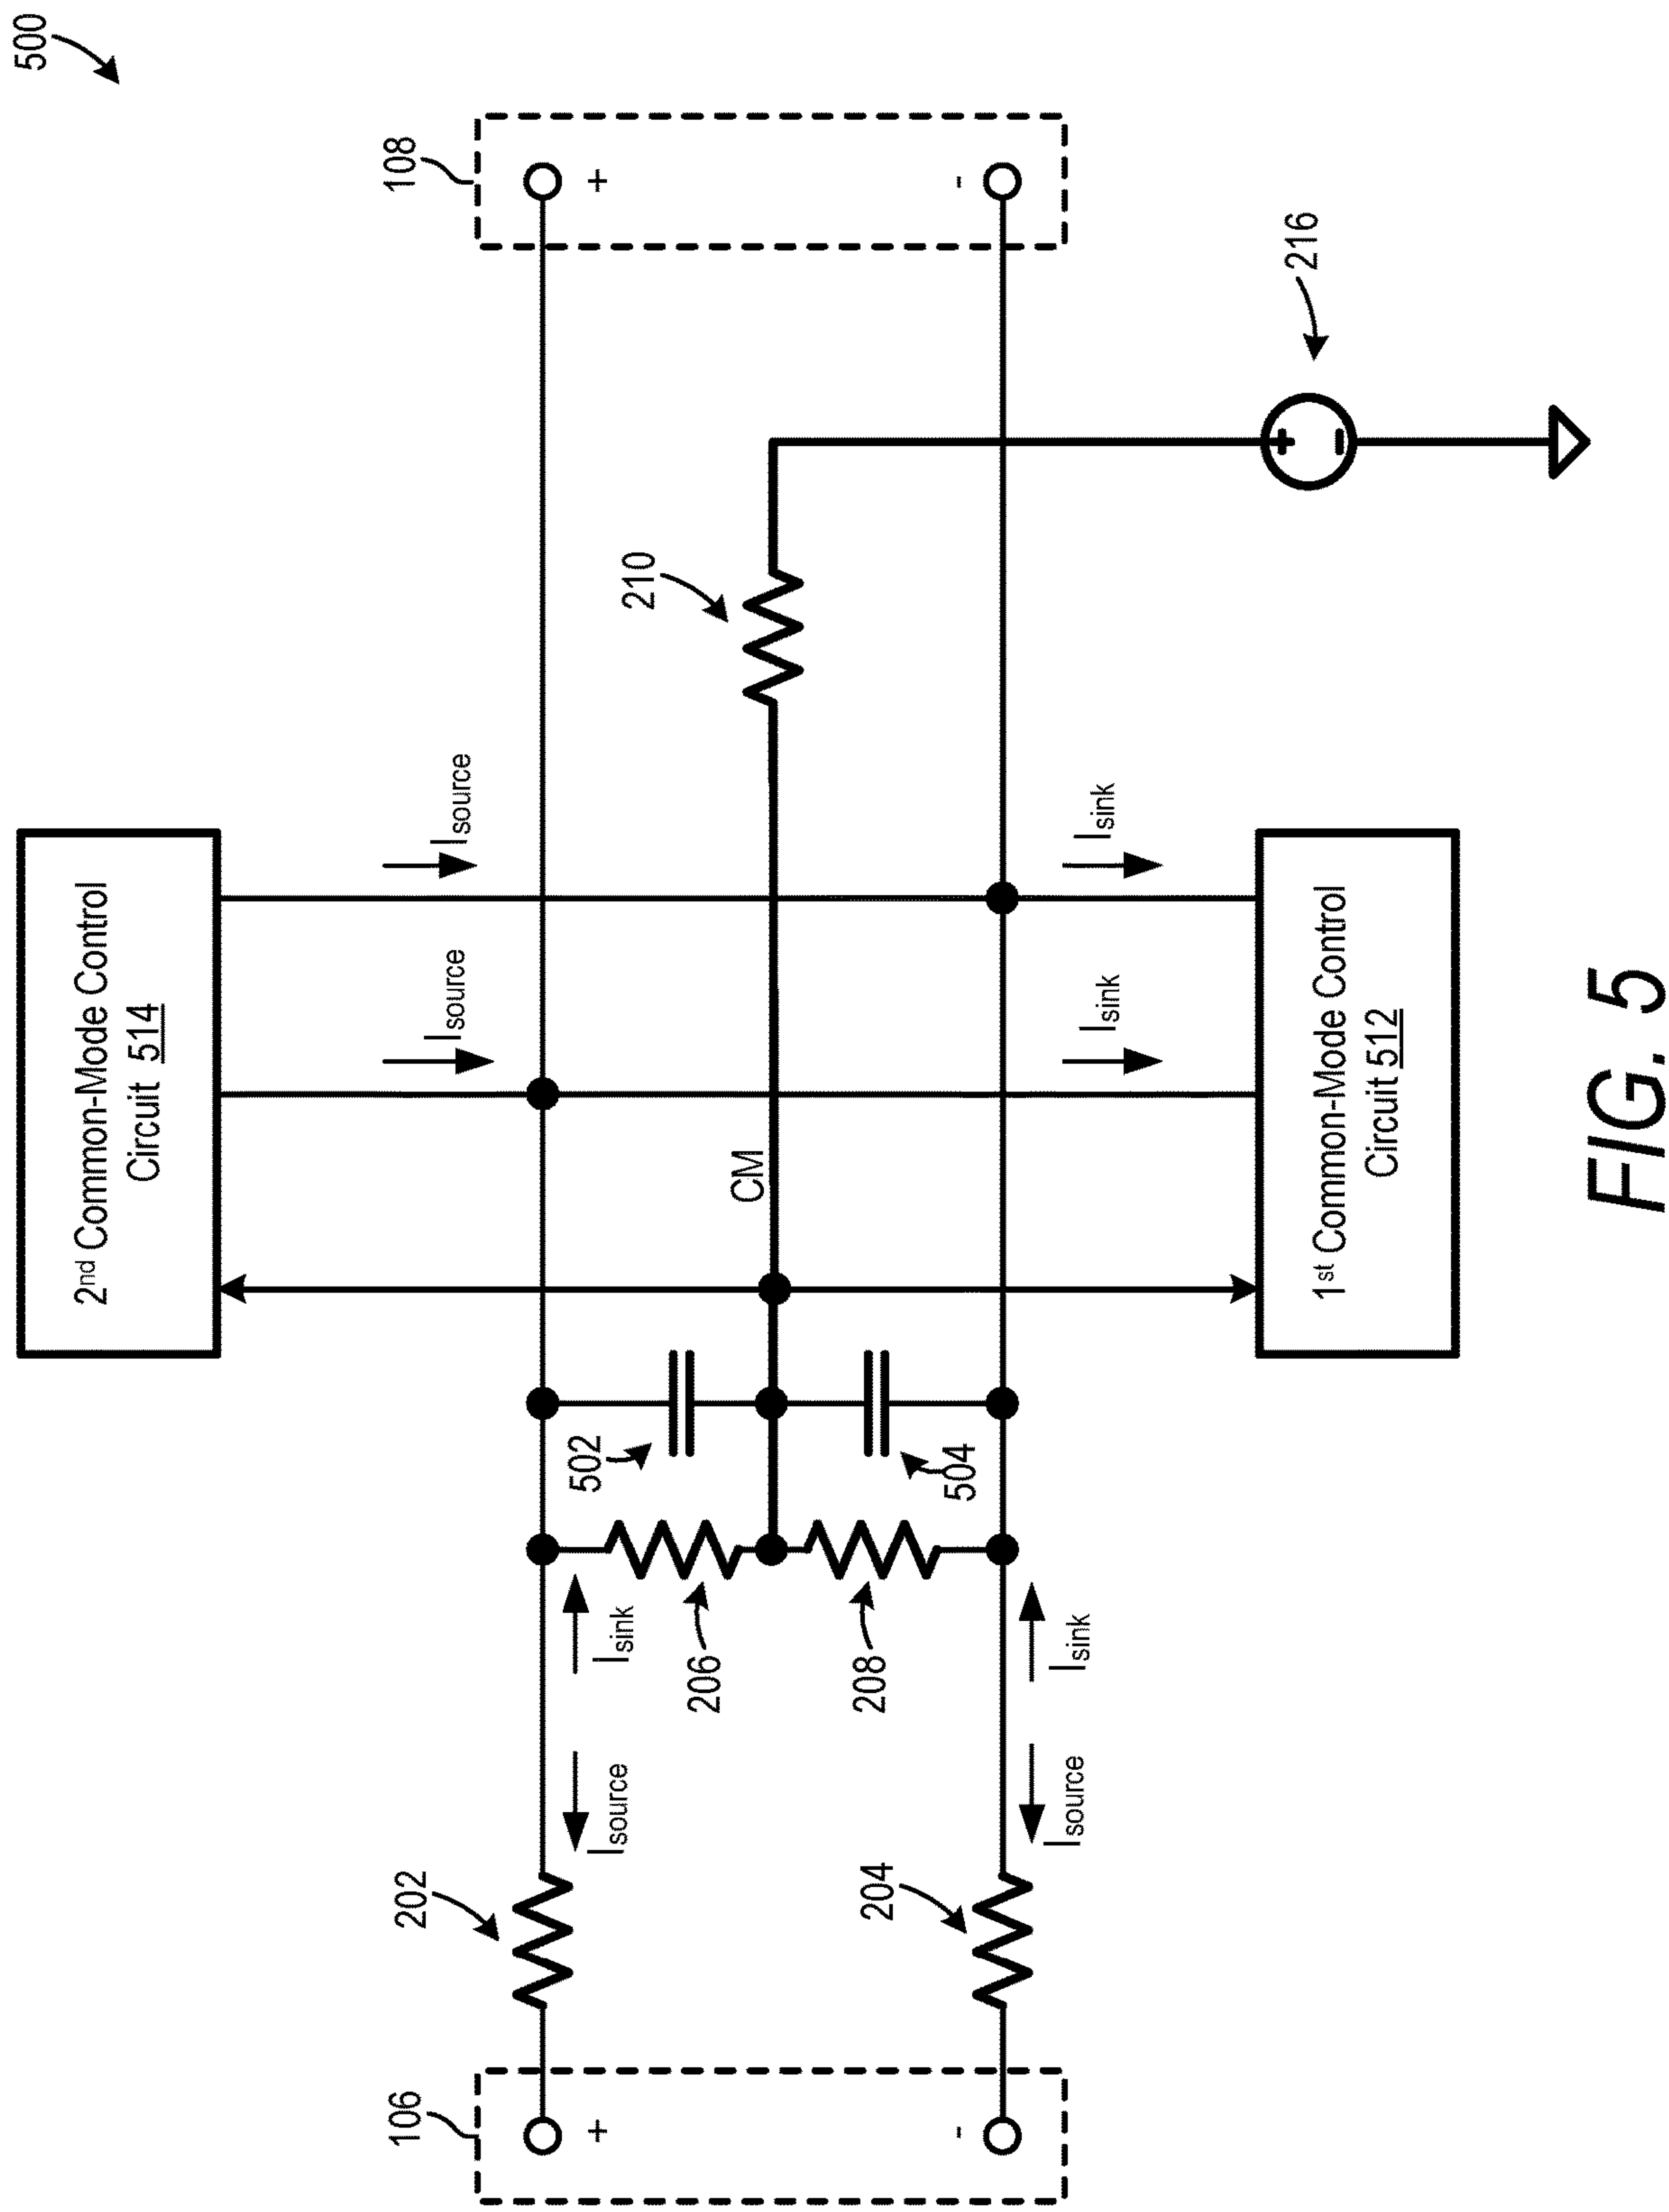 500
2nd Common-Mode Control
Circuit 514
Isource
Isource
108
+
-
106
+
-
202
204
Isource
Isink
Isource
Isink
206
208
502
504
CM
210
Isink
Isink
216
+
-
1st Common-Mode Control
Circuit 512
FIG. 5